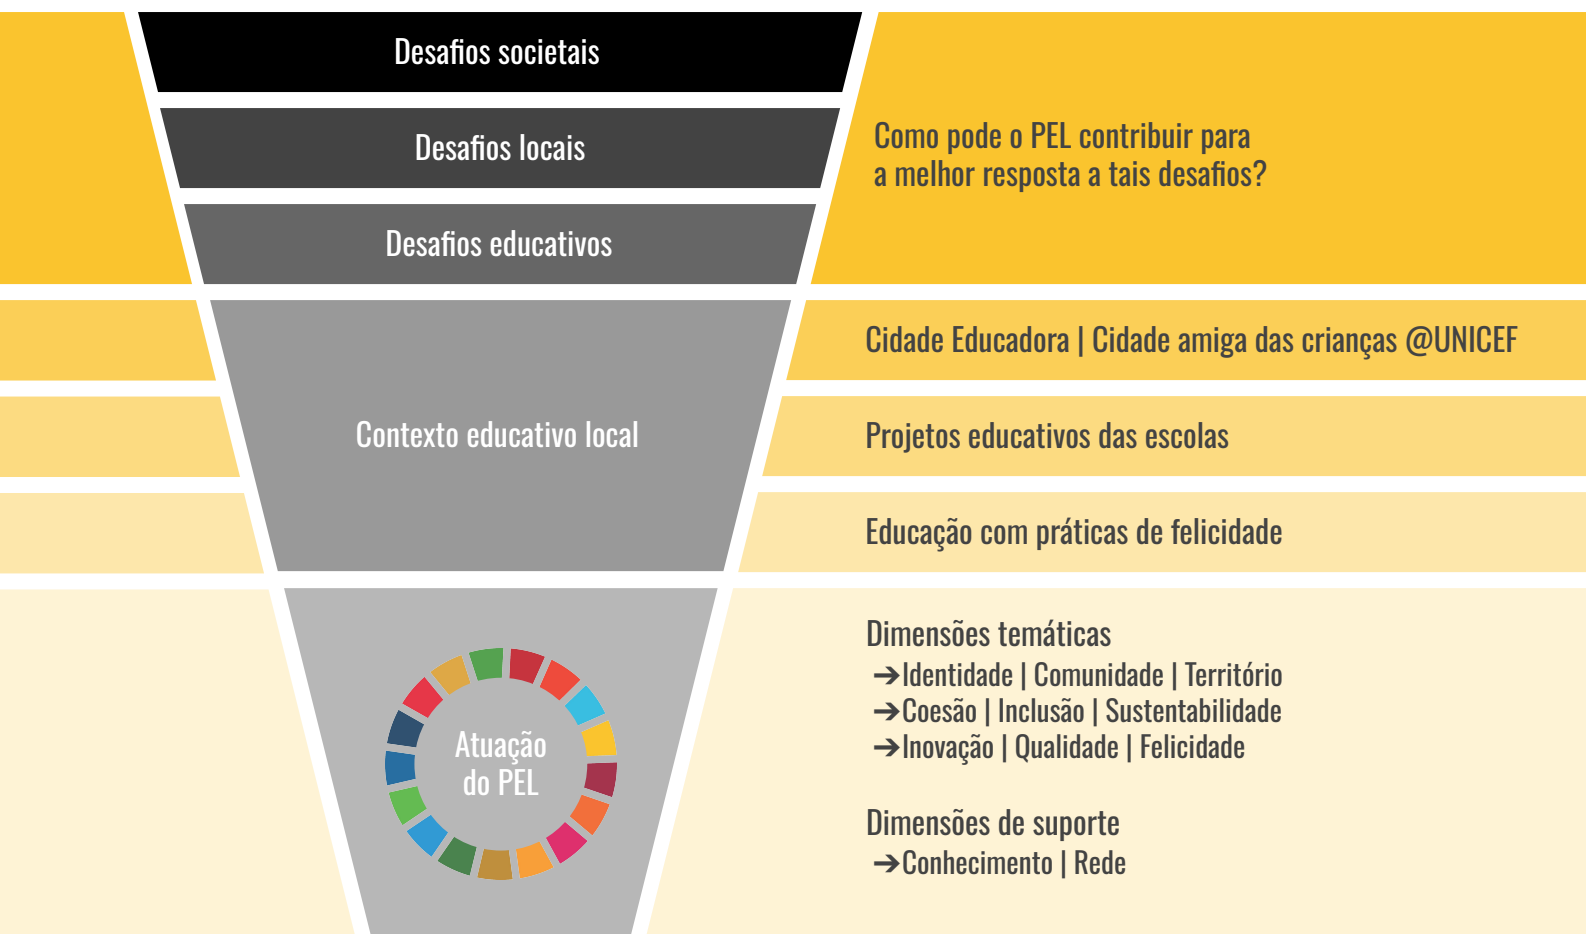 Desafios societais
Desafios locais
Desafios educativos
Como pode o PEL contribuir para
a melhor resposta a tais desafios?
Contexto educativo local
Cidade Educadora | Cidade amiga das crianças @UNICEF
Projetos educativos das escolas
Educação com práticas de felicidade
Atuação
do PEL
Dimensões temáticas
➔Identidade | Comunidade | Território
➔Coesão | Inclusão | Sustentabilidade
➔Inovação | Qualidade | Felicidade
Dimensões de suporte
➔Conhecimento | Rede